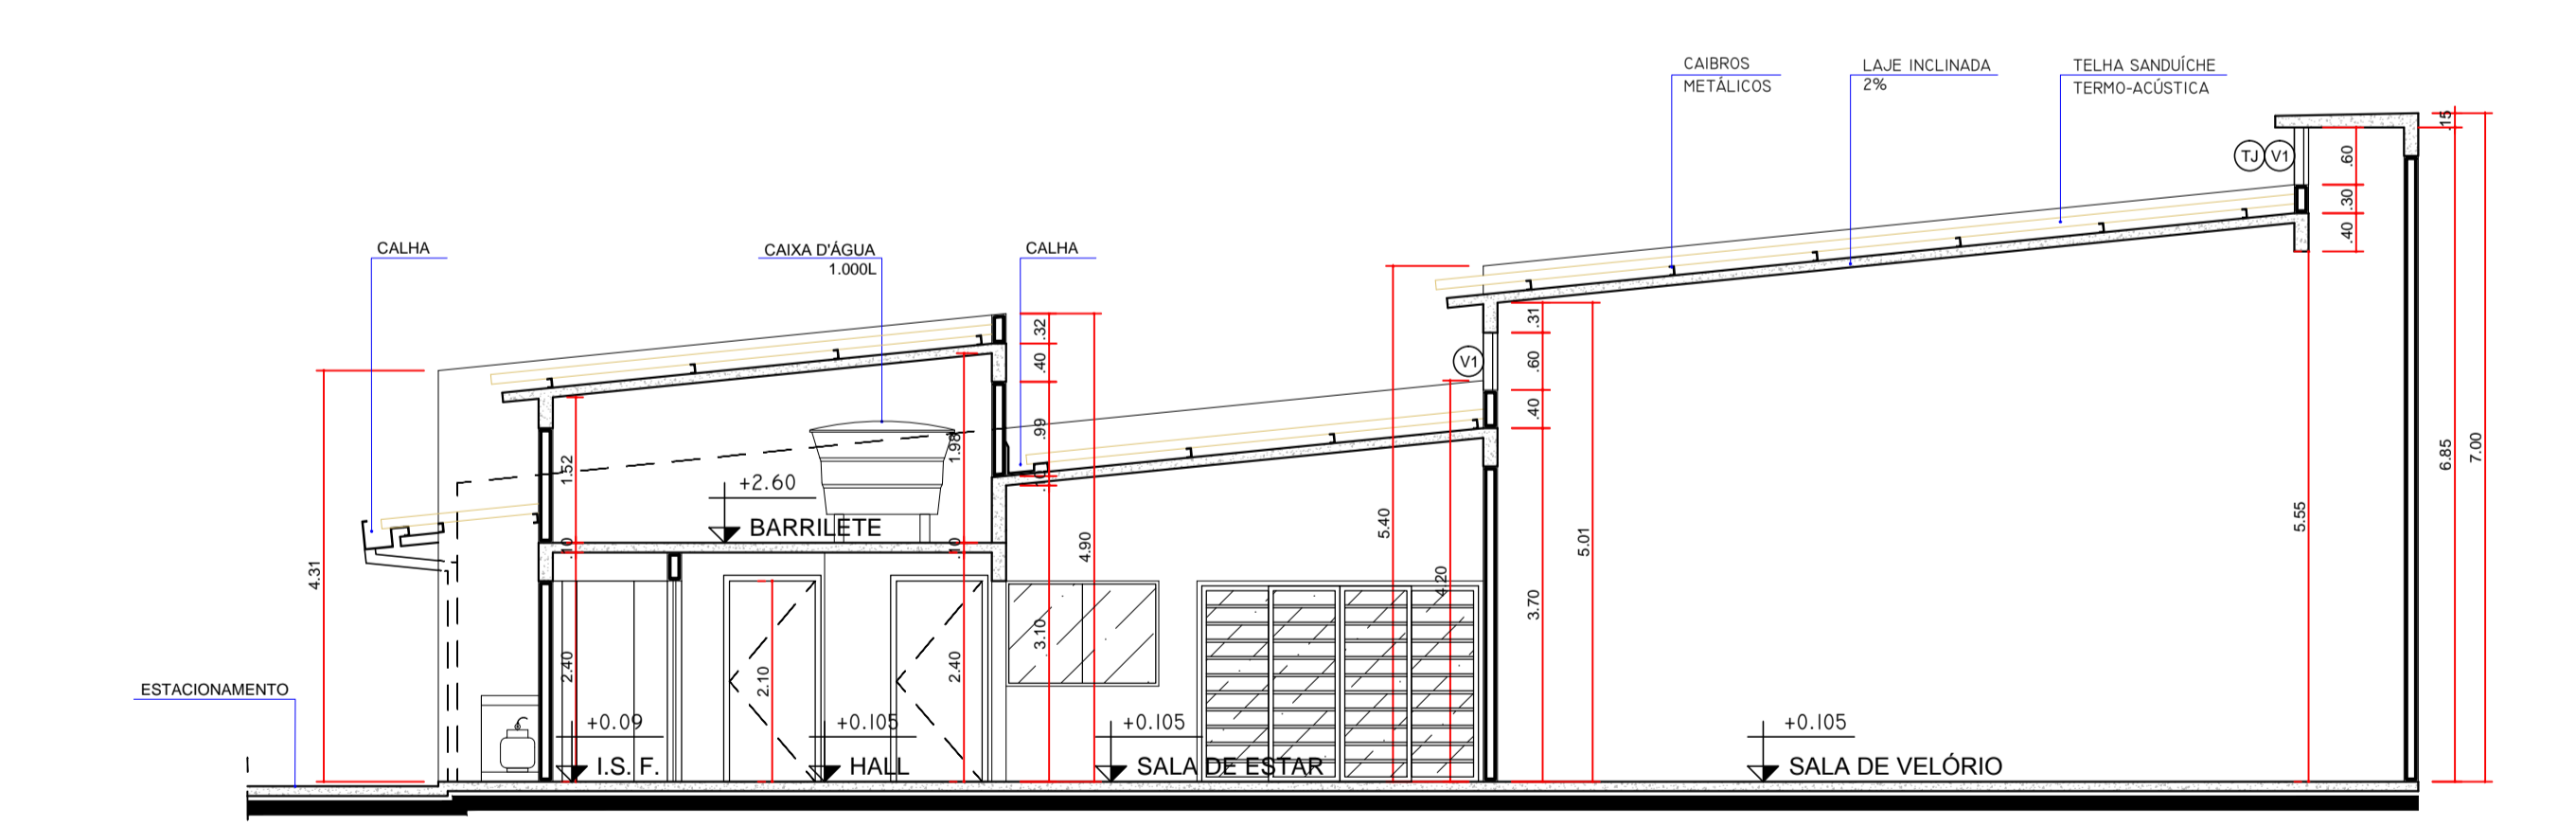 CAIBROS
METÁLICOS
LAJE INCLINADA
2%
TELHA SANDUÍCHE
TERMO-ACÚSTICA
.15
TJ
V1
.60
.30
.40
CALHA
CAIXA D'ÁGUA
1.000L
CALHA
.32
.40
.99
.31
.60
.40
V1
1.52
1.98
+2.60
BARRILETE
.10
.10
4.31
4.90
5.40
5.01
5.55
6.85
7.00
4.20
3.70
3.10
2.40
2.10
2.40
ESTACIONAMENTO
+0.09
I.S. F.
+0.105
HALL
+0.105
SALA DE ESTAR
+0.105
SALA DE VELÓRIO